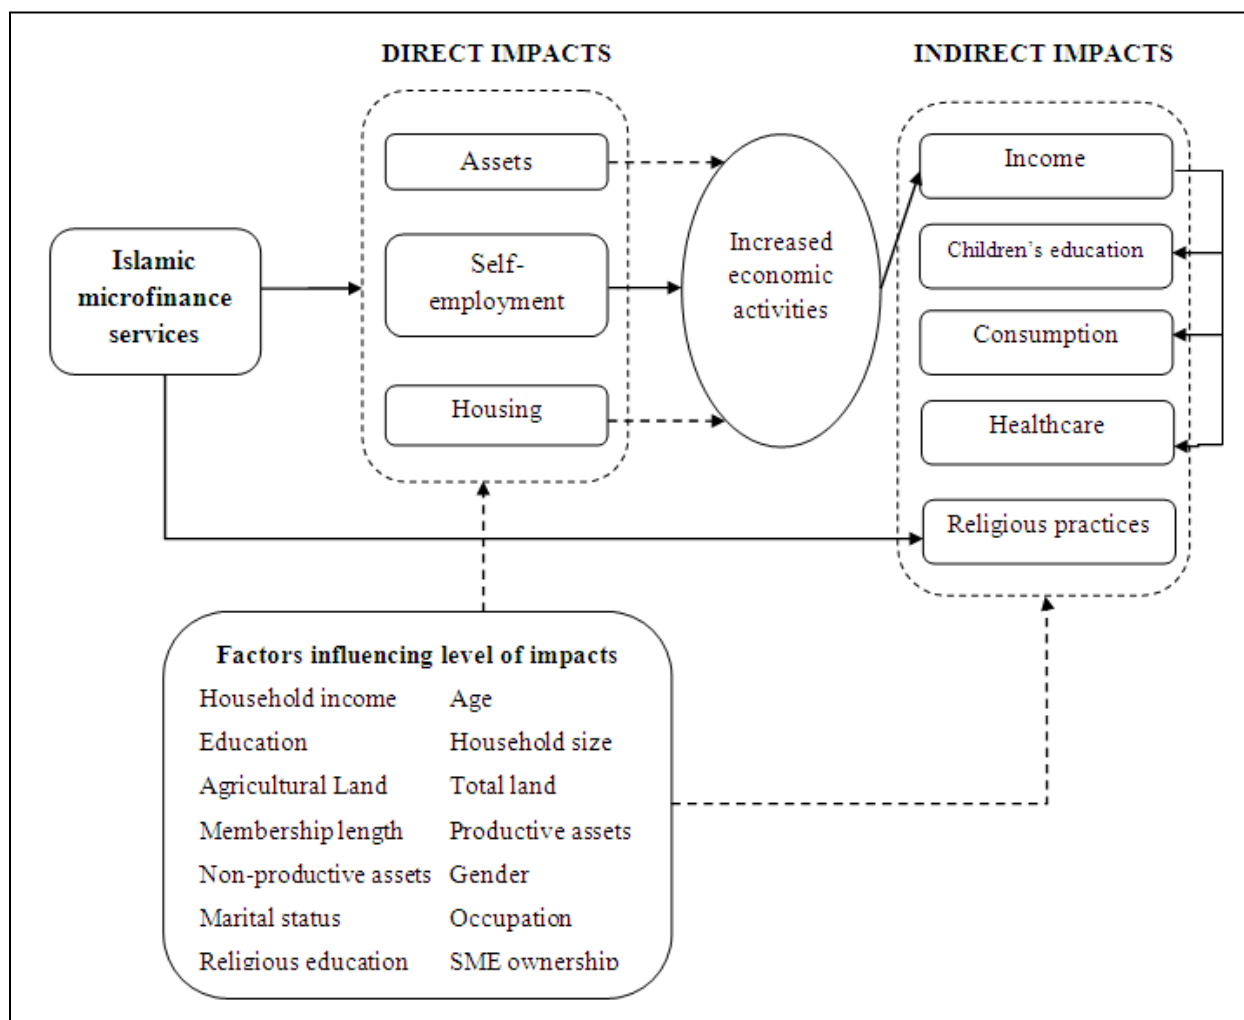 DIRECT IMPACTS
INDIRECT IMPACTS
Assets
Self-
employment
Housing
Islamic
microfinance
services
Increased
economic
activities
Income
Children’s education
Consumption
Healthcare
Religious practices
Factors influencing level of impacts
Household income
Age
Education
Household size
Agricultural Land
Total land
Membership length
Productive assets
Non-productive assets
Gender
Marital status
Occupation
Religious education
SME ownership